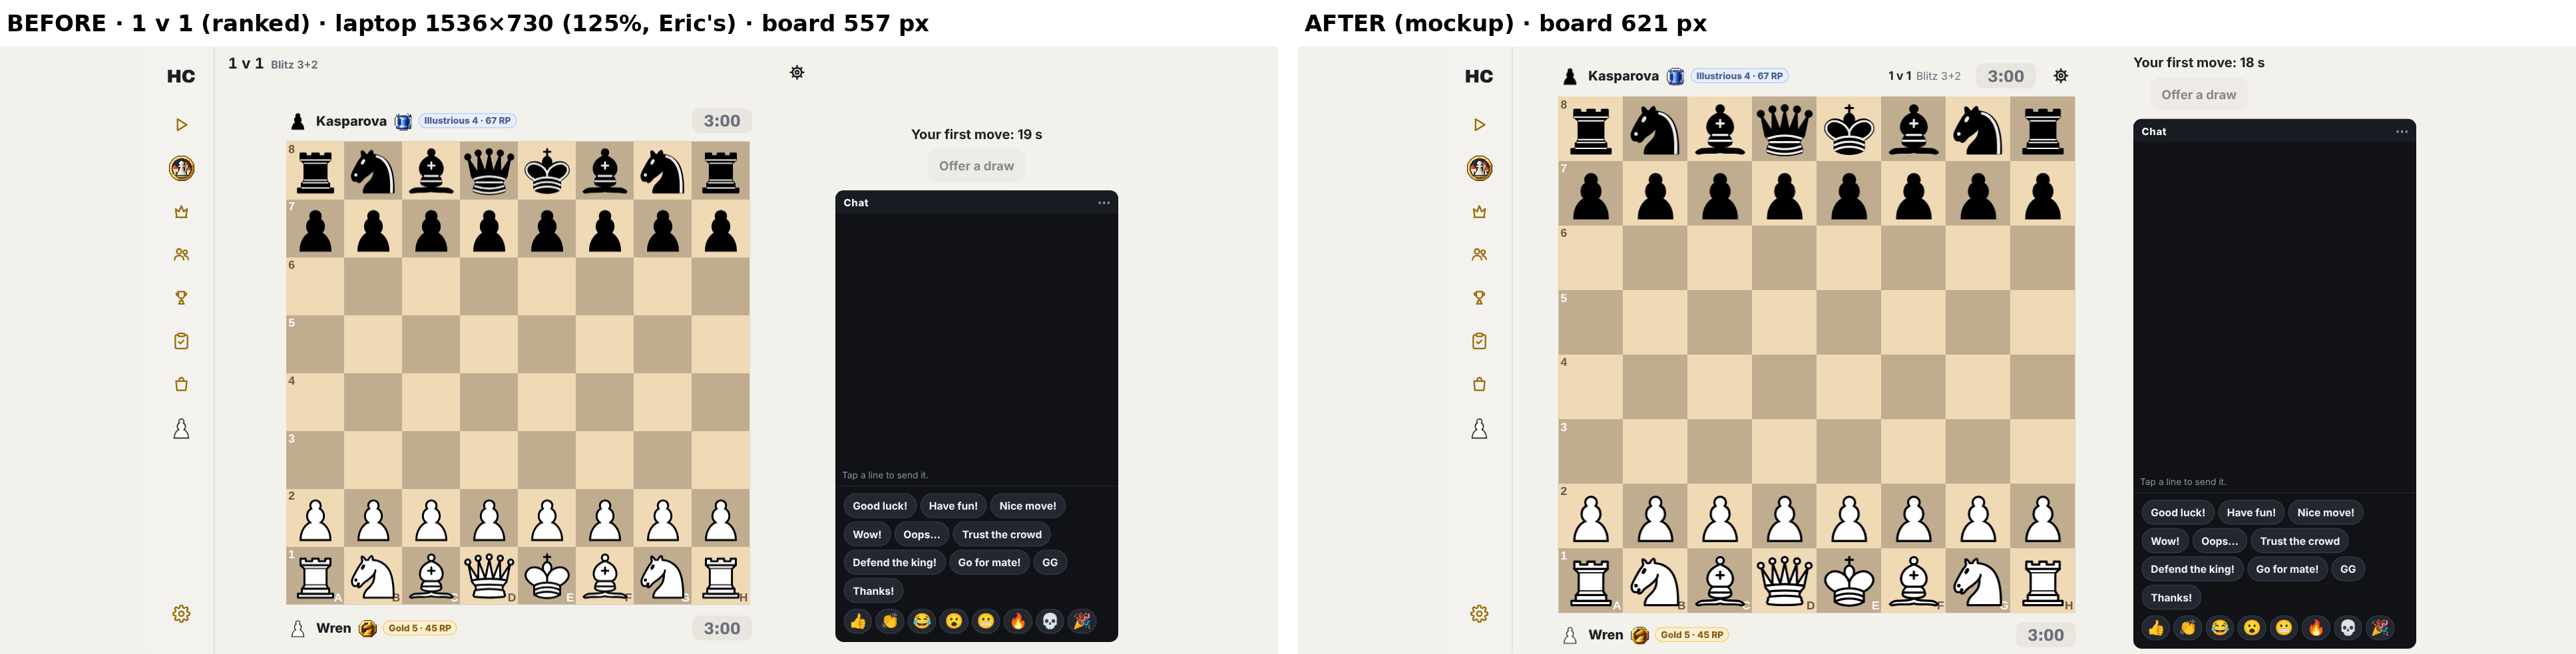 BEFORE · 1 v 1 (ranked) · laptop 1536×730 (125%, Eric's) · board 557 px
HC
1 v 1 Blitz 3+2
Kasparova Illustrious 4 · 67 RP 3:00
8
7
6
5
4
3
2
1
A B C D E F G H
Wren Gold 5 · 45 RP 3:00
Your first move: 19 s
Offer a draw
Chat ...
Tap a line to send it.
Good luck! Have fun! Nice move!
Wow! Oops... Trust the crowd
Defend the king! Go for mate! GG
Thanks!
AFTER (mockup) · board 621 px
HC
Kasparova Illustrious 4 · 67 RP 1 v 1 Blitz 3+2 3:00
8
7
6
5
4
3
2
1
A B C D E F G H
Wren Gold 5 · 45 RP 3:00
Your first move: 18 s
Offer a draw
Chat ...
Tap a line to send it.
Good luck! Have fun! Nice move!
Wow! Oops... Trust the crowd
Defend the king! Go for mate! GG
Thanks!